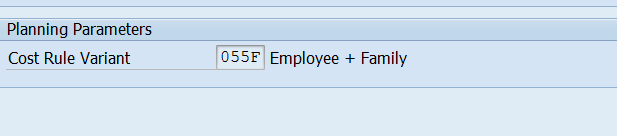 Planning Parameters
Cost Rule Variant 055F Employee + Family